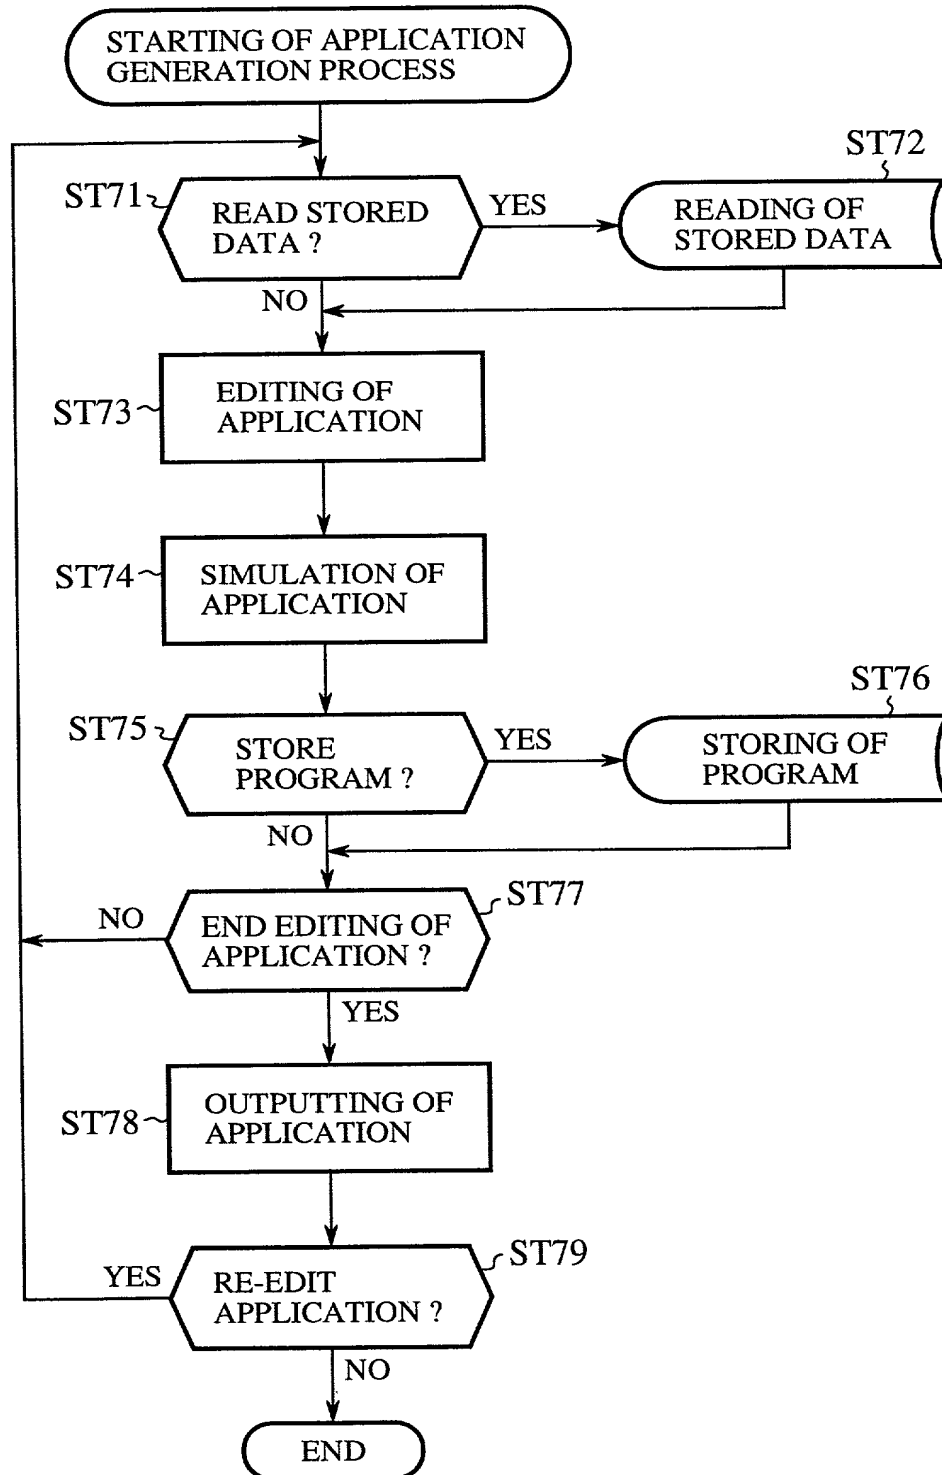 STARTING OF APPLICATION
GENERATION PROCESS
ST71
READ STORED
DATA ?
YES
ST72
READING OF
STORED DATA
NO
ST73
EDITING OF
APPLICATION
ST74
SIMULATION OF
APPLICATION
ST75
STORE
PROGRAM ?
YES
ST76
STORING OF
PROGRAM
NO
ST77
NO
END EDITING OF
APPLICATION ?
YES
ST78
OUTPUTTING OF
APPLICATION
ST79
YES
RE-EDIT
APPLICATION ?
NO
END